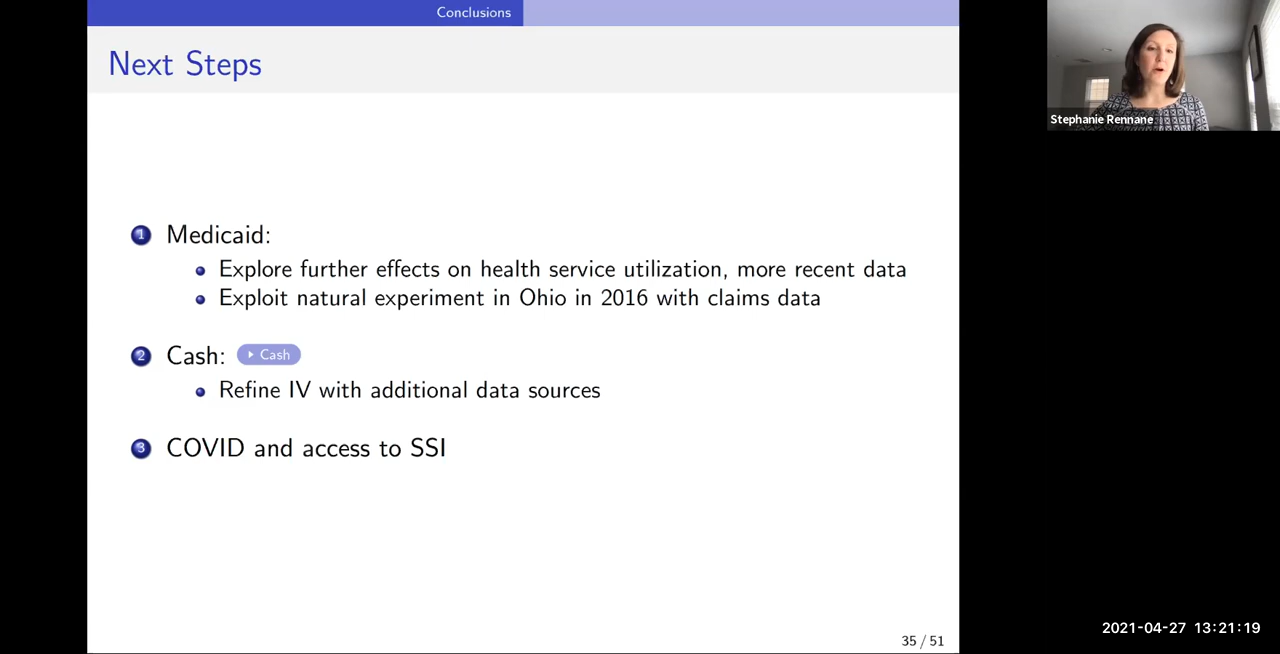 Conclusions
Next Steps
1 Medicaid:
Explore further effects on health service utilization, more recent data
Exploit natural experiment in Ohio in 2016 with claims data
2 Cash: Cash
Refine IV with additional data sources
3 COVID and access to SSI
35 / 51
Stephanie Rennane
2021-04-27 13:21:19